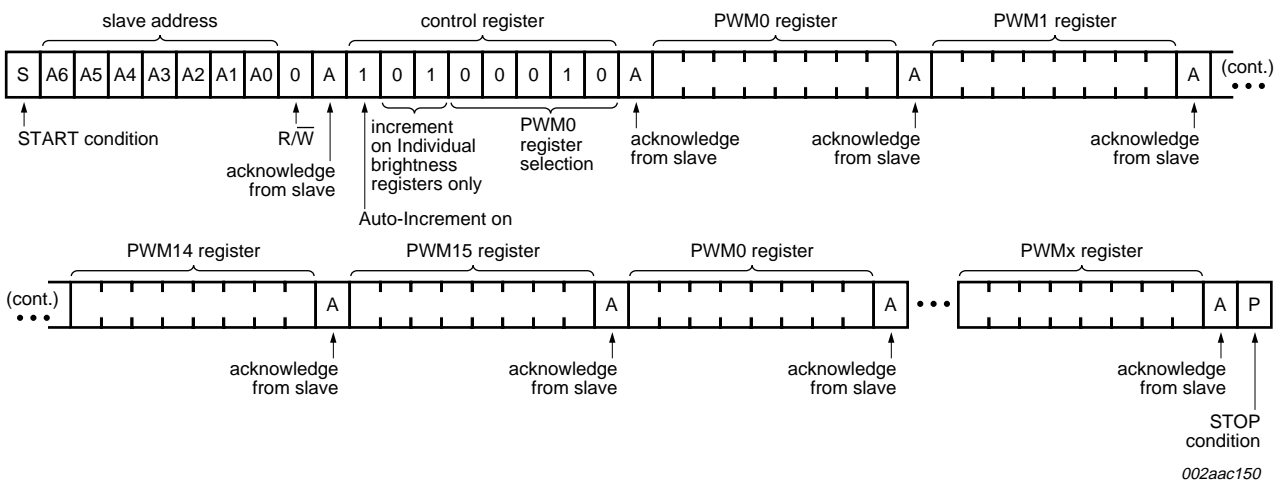 slave address control register PWM0 register PWM1 register
S A6 A5 A4 A3 A2 A1 A0 0 A 1 0 1 0 0 0 1 0 A A A (cont.)
START condition R/W̅ increment PWM0 acknowledge acknowledge acknowledge
on Individual register from slave from slave from slave
acknowledge brightness selection
from slave registers only
Auto-Increment on
PWM14 register PWM15 register PWM0 register PWMx register
(cont.) A A A A P
acknowledge acknowledge acknowledge acknowledge
from slave from slave from slave from slave
STOP
condition
002aac150